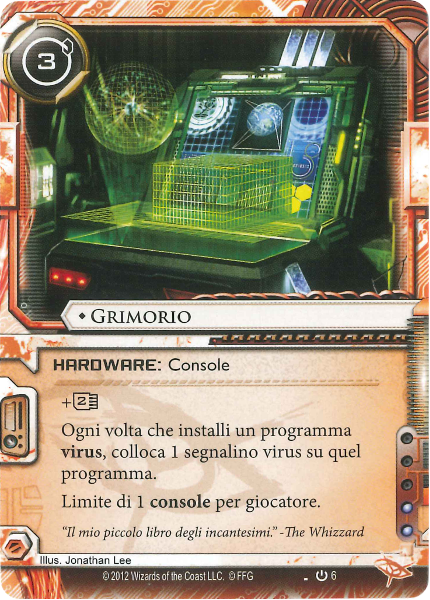 3
◆ GRIMORIO
HARDWARE: Console
+2
Ogni volta che installi un programma
virus, colloca 1 segnalino virus su quel
programma.
Limite di 1 console per giocatore.
“Il mio piccolo libro degli incantesimi.” -The Whizzard
Illus. Jonathan Lee
© 2012 Wizards of the Coast LLC. © FFG
6